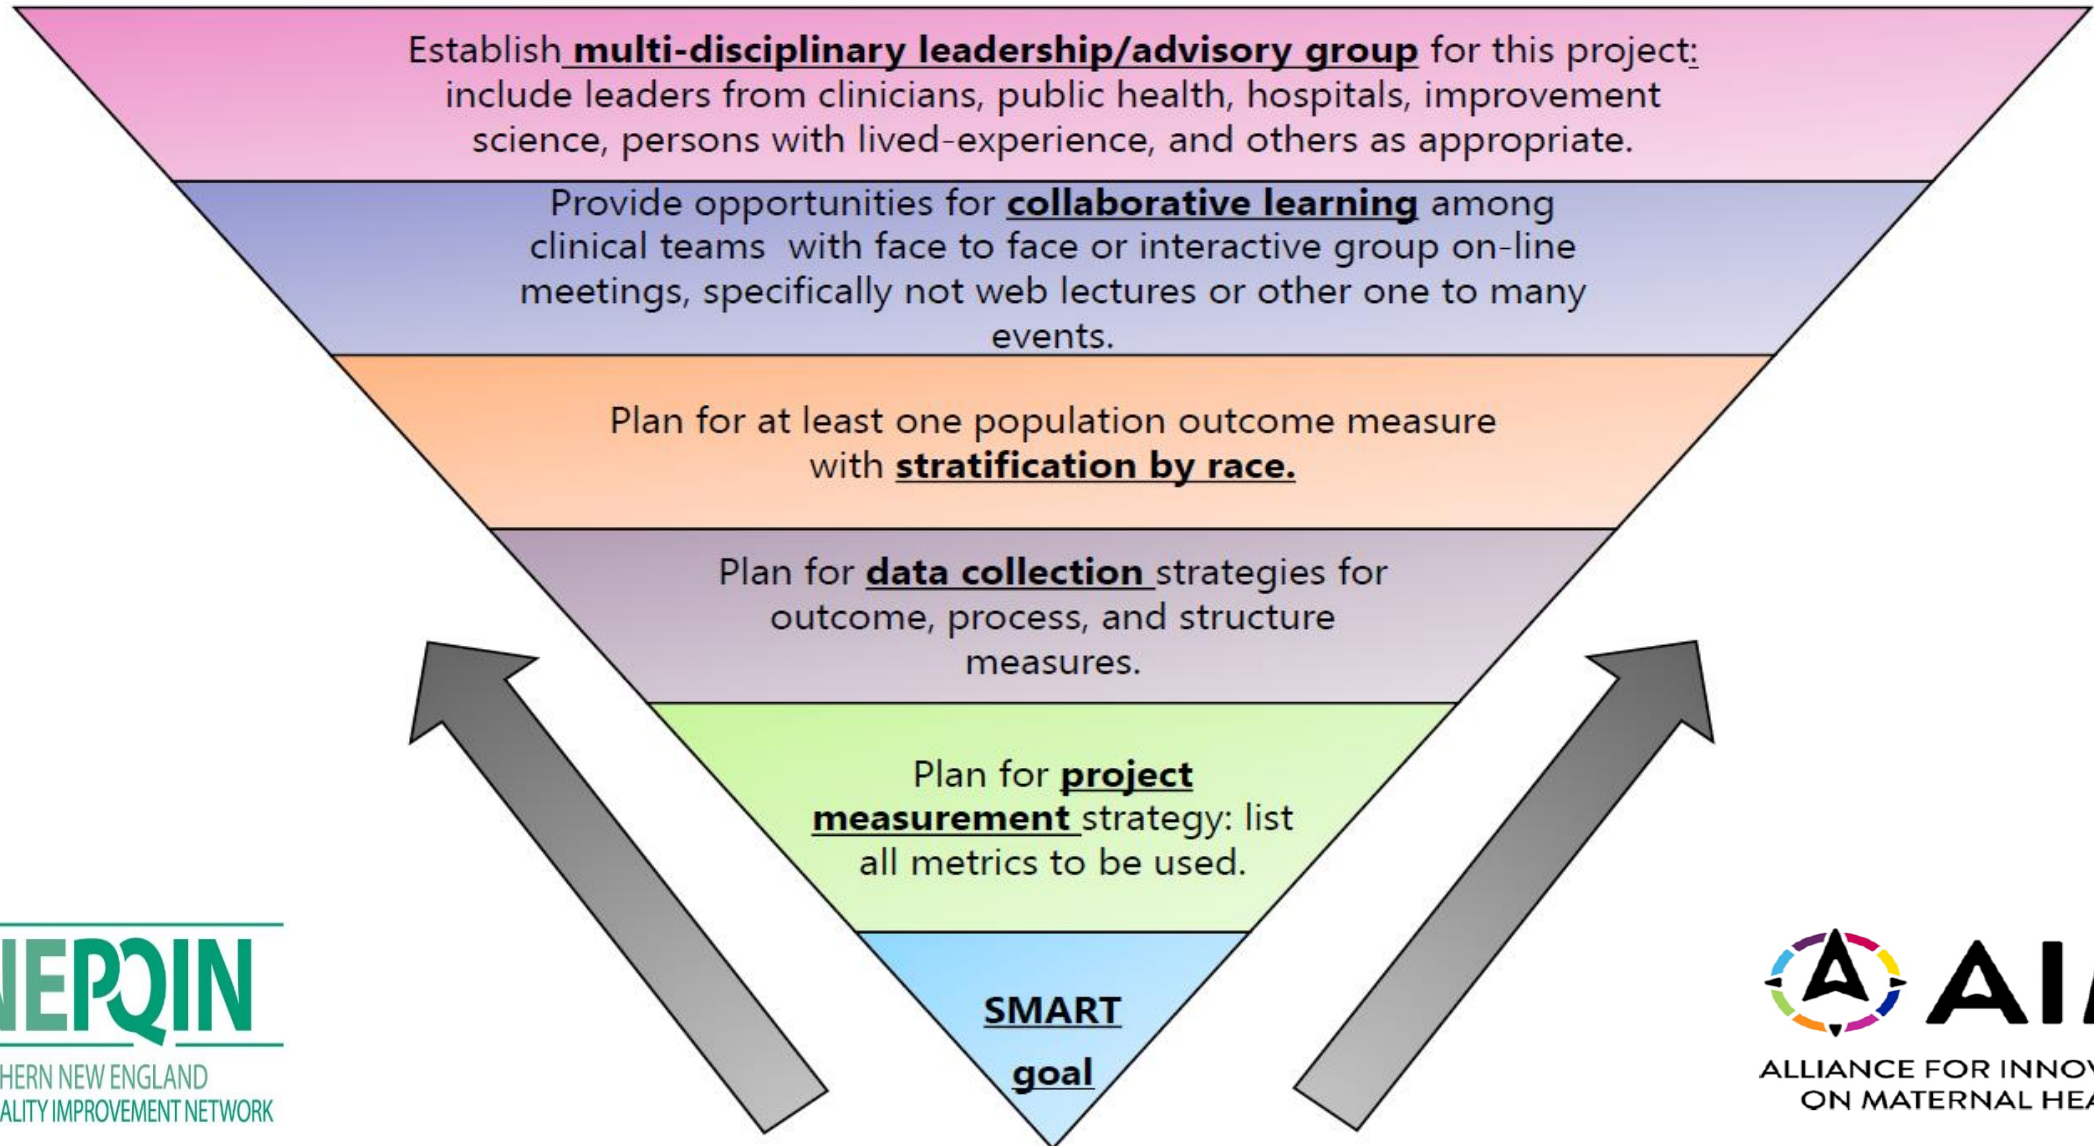 Establish multi-disciplinary leadership/advisory group for this project:
include leaders from clinicians, public health, hospitals, improvement
science, persons with lived-experience, and others as appropriate.
Provide opportunities for collaborative learning among
clinical teams with face to face or interactive group on-line
meetings, specifically not web lectures or other one to many
events.
Plan for at least one population outcome measure
with stratification by race.
Plan for data collection strategies for
outcome, process, and structure
measures.
Plan for project
measurement strategy: list
all metrics to be used.
SMART
goal
NEPQIN
HERN NEW ENGLAND
ALITY IMPROVEMENT NETWORK
A AI
ALLIANCE FOR INNOV
ON MATERNAL HEA